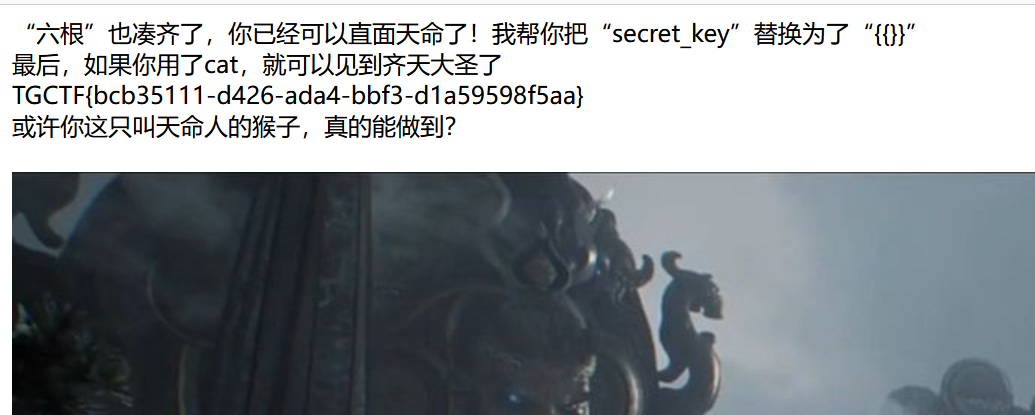 “六根”也凑齐了，你已经可以直面天命了！我帮你把“secret_key”替换为了“{{}}”
最后，如果你用了cat，就可以见到齐天大圣了
TGCTF{bcb35111-d426-ada4-bbf3-d1a59598f5aa}
或许你这只叫天命人的猴子，真的能做到？